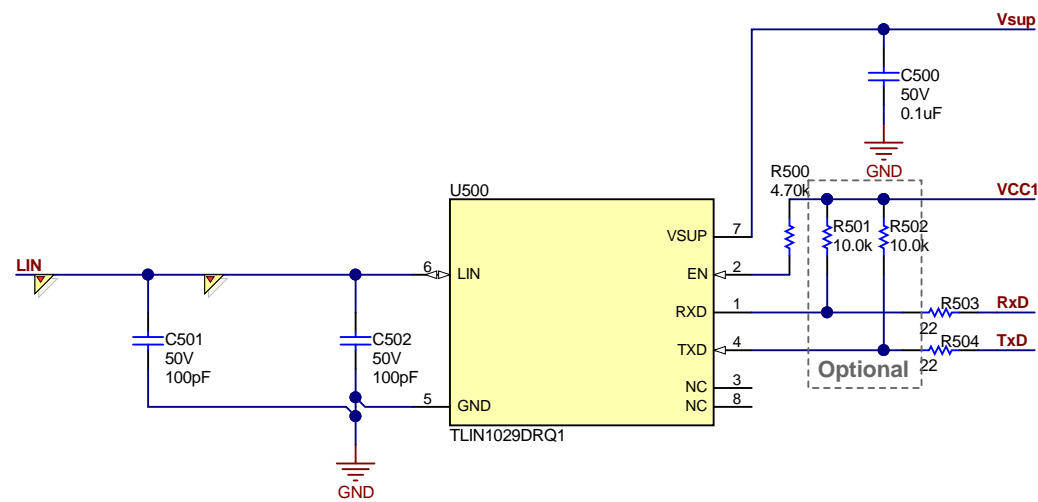 Vsup
C500
50V
0.1uF
GND
R500
4.70k
VCC1
U500
R501
10.0k
R502
10.0k
VSUP
7
LIN
6
LIN
EN
2
RXD
1
R503
22
RxD
C501
50V
100pF
C502
50V
100pF
TXD
4
R504
22
TxD
Optional
NC
3
5
GND
NC
8
TLIN1029DRQ1
GND